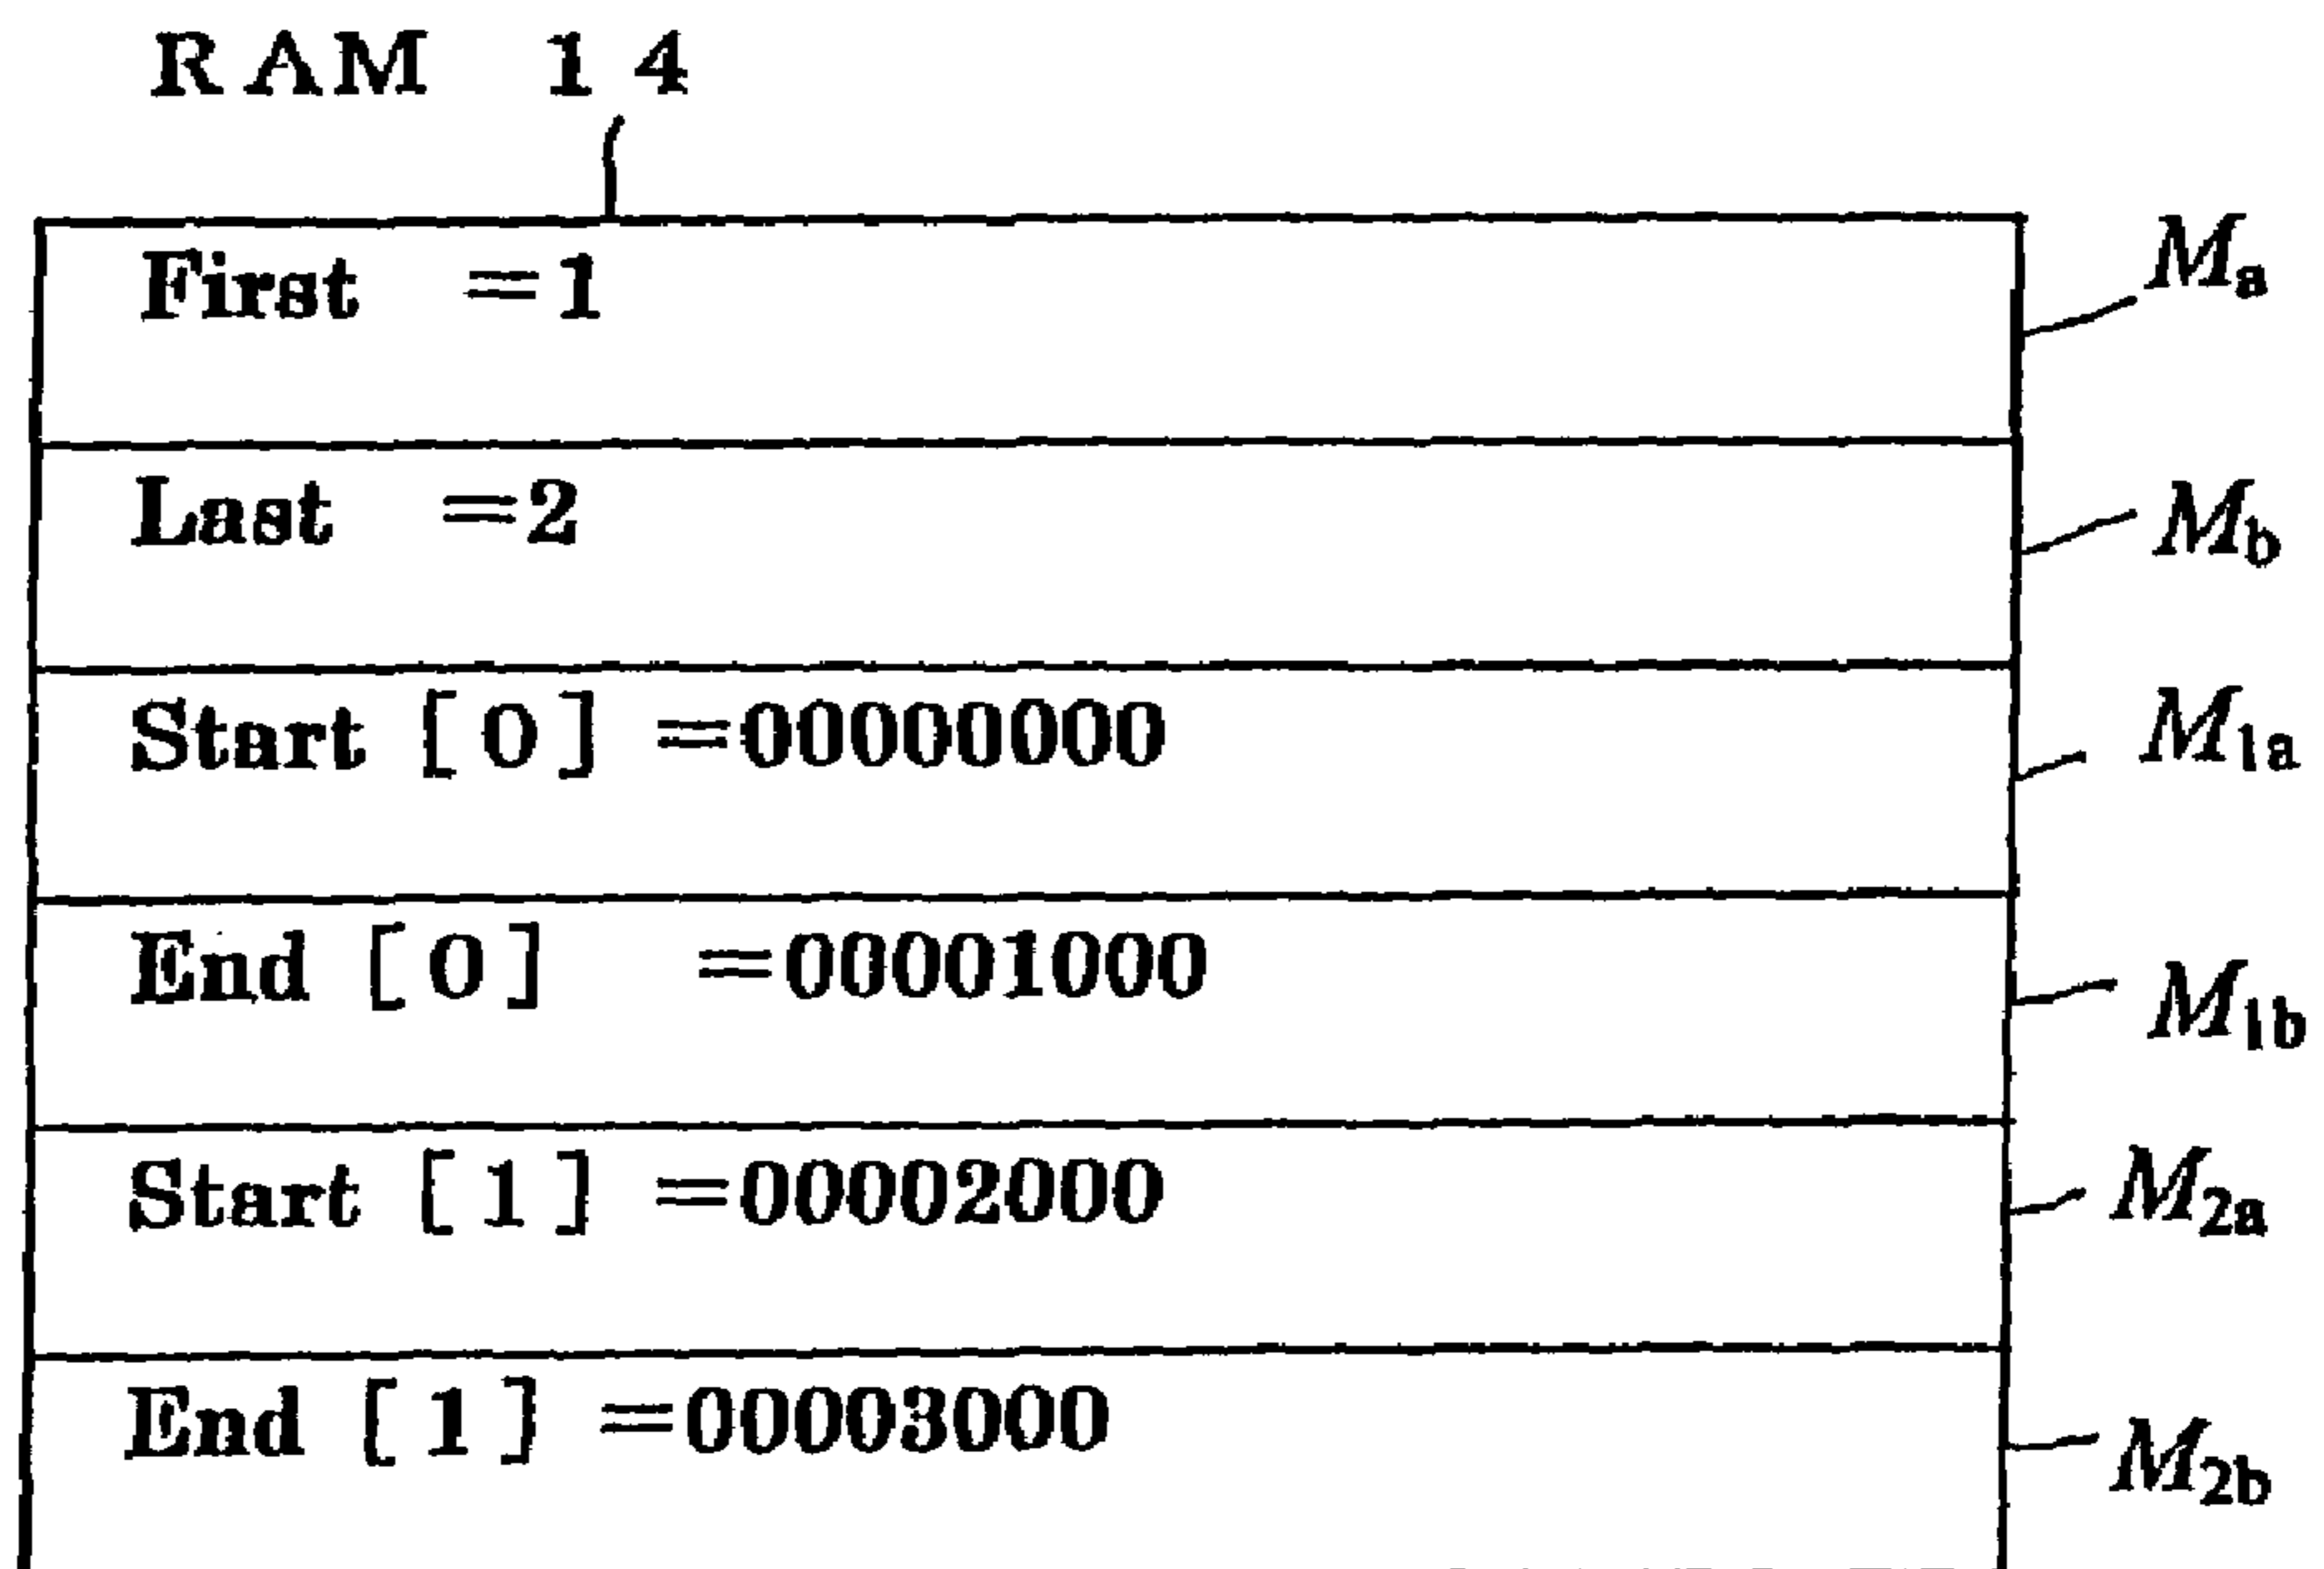 RAM 14
First =1 Ma
Last =2 Mb
Start [0] =00000000 M1a
End [0] =00001000 M1b
Start [1] =00002000 M2a
End [1] =00003000 M2b